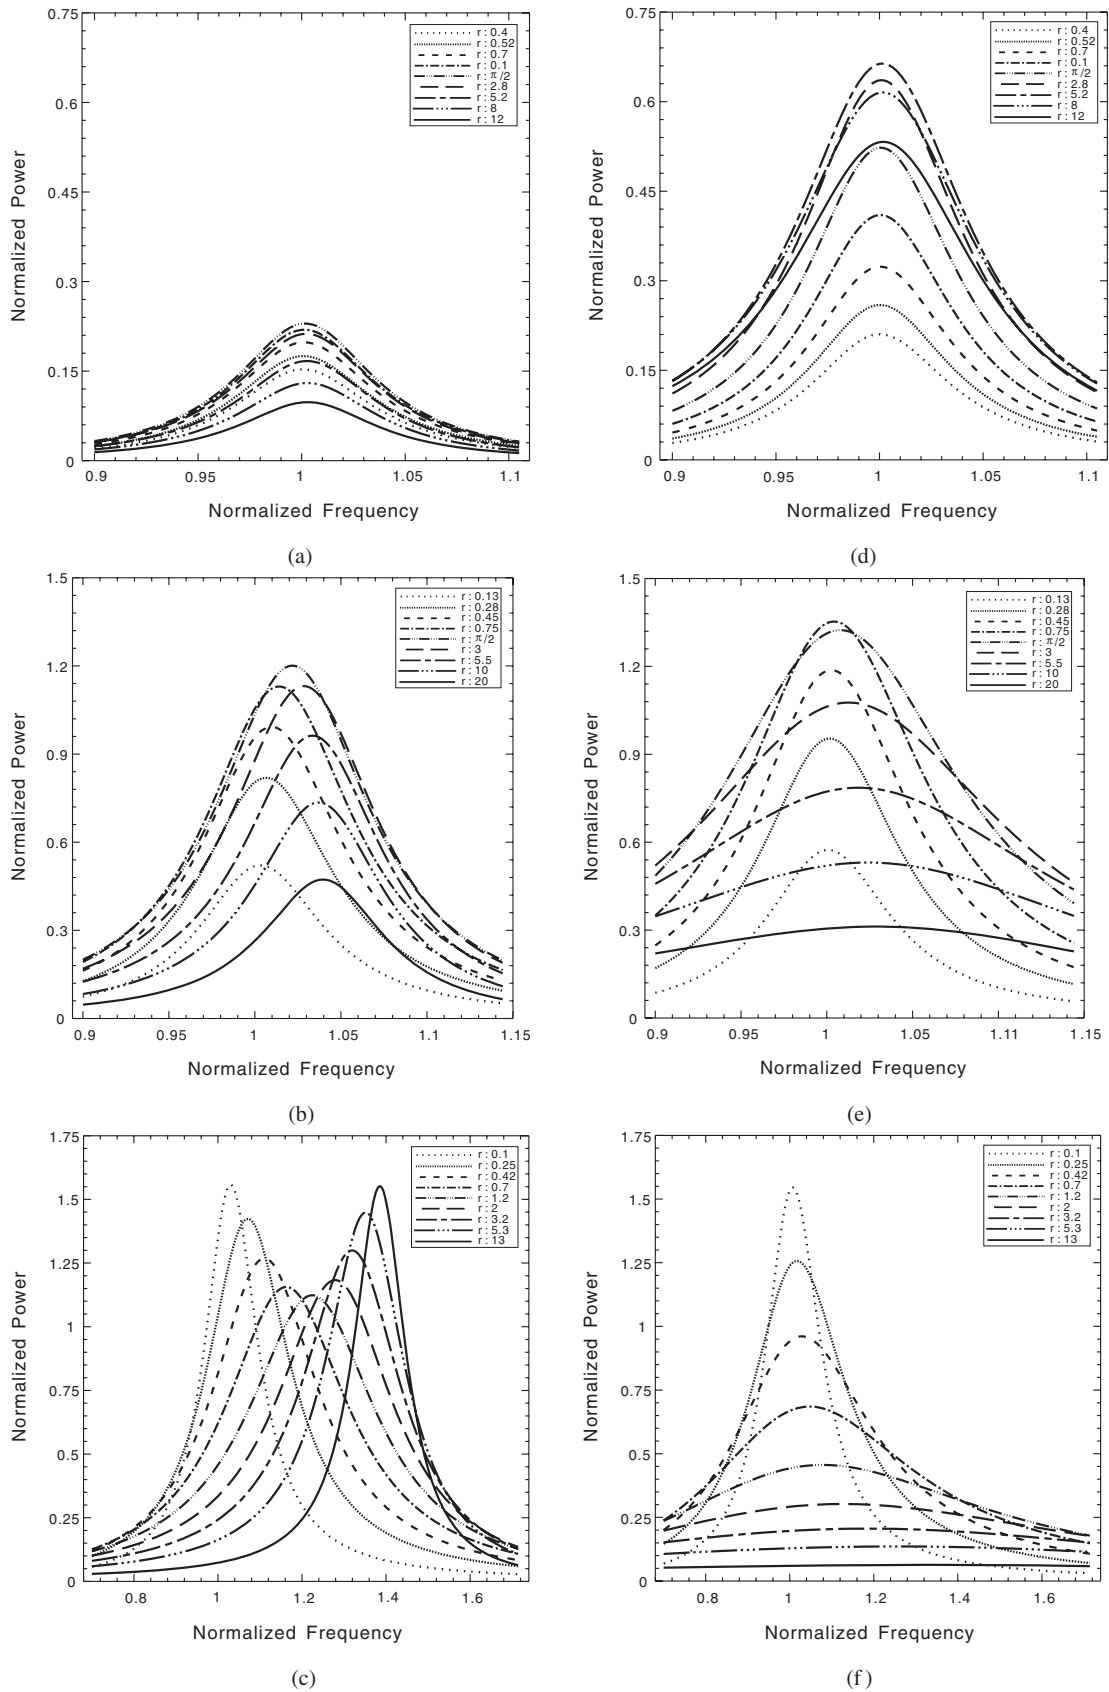 0.75
0.6
0.45
0.3
0.15
0
0.9 0.95 1 1.05 1.1
Normalized Power
Normalized Frequency
r : 0.4
r : 0.52
r : 0.7
r : 0.1
r : π/2
r : 2.8
r : 5.2
r : 8
r : 12
(a)
0.75
0.6
0.45
0.3
0.15
0
0.9 0.95 1 1.05 1.1
Normalized Power
Normalized Frequency
r : 0.4
r : 0.52
r : 0.7
r : 0.1
r : π/2
r : 2.8
r : 5.2
r : 8
r : 12
(d)
1.5
1.2
0.9
0.6
0.3
0
0.9 0.95 1 1.05 1.1 1.15
Normalized Power
Normalized Frequency
r : 0.13
r : 0.28
r : 0.45
r : 0.75
r : π/2
r : 3
r : 5.5
r : 10
r : 20
(b)
1.5
1.2
0.9
0.6
0.3
0
0.9 0.95 1 1.05 1.11 1.15
Normalized Power
Normalized Frequency
r : 0.13
r : 0.28
r : 0.45
r : 0.75
r : π/2
r : 3
r : 5.5
r : 10
r : 20
(e)
1.75
1.5
1.25
1
0.75
0.5
0.25
0
0.8 1 1.2 1.4 1.6
Normalized Power
Normalized Frequency
r : 0.1
r : 0.25
r : 0.42
r : 0.7
r : 1.2
r : 2
r : 3.2
r : 5.3
r : 13
(c)
1.75
1.5
1.25
1
0.75
0.5
0.25
0
0.8 1 1.2 1.4 1.6
Normalized Power
Normalized Frequency
r : 0.1
r : 0.25
r : 0.42
r : 0.7
r : 1.2
r : 2
r : 3.2
r : 5.3
r : 13
(f)